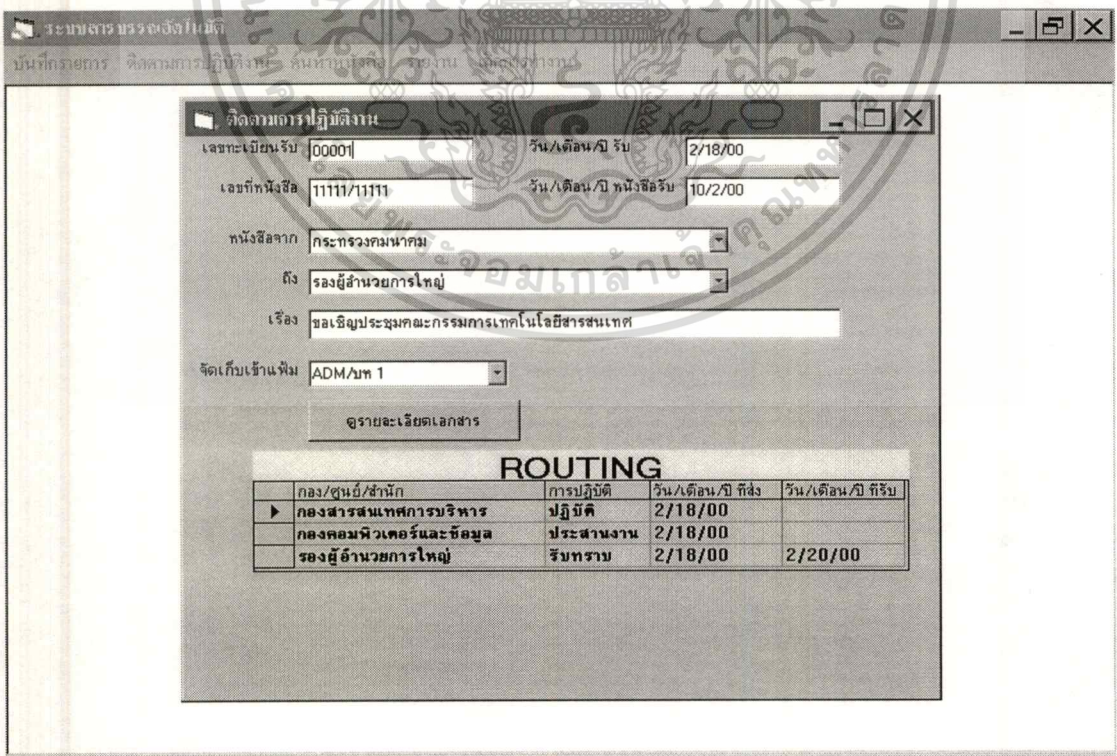 ระบบสารบรรณอัตโนมัติ
บันทึกรายการ ติดตามการปฏิบัติงาน ค้นหาหนังสือ รายงาน
ติดตามการปฏิบัติงาน
เลขทะเบียนรับ 00001 วัน/เดือน/ปี รับ 2/18/00
เลขที่หนังสือ 11111/11111 วัน/เดือน/ปี หนังสือรับ 10/2/00
หนังสือจาก กระทรวงคมนาคม
ถึง รองผู้อำนวยการใหญ่
เรื่อง ขอเชิญประชุมคณะกรรมการเทคโนโลยีสารสนเทศ
จัดเก็บเข้าแฟ้ม ADM/บท 1
ดูรายละเอียดเอกสาร
ROUTING
กอง/ศูนย์/สำนัก การปฏิบัติ วัน/เดือน/ปี ที่ส่ง วัน/เดือน/ปี ที่รับ
กองสารสนเทศการบริหาร ปฏิบัติ 2/18/00
กองคอมพิวเตอร์และข้อมูล ประสานงาน 2/18/00
รองผู้อำนวยการใหญ่ รับทราบ 2/18/00 2/20/00